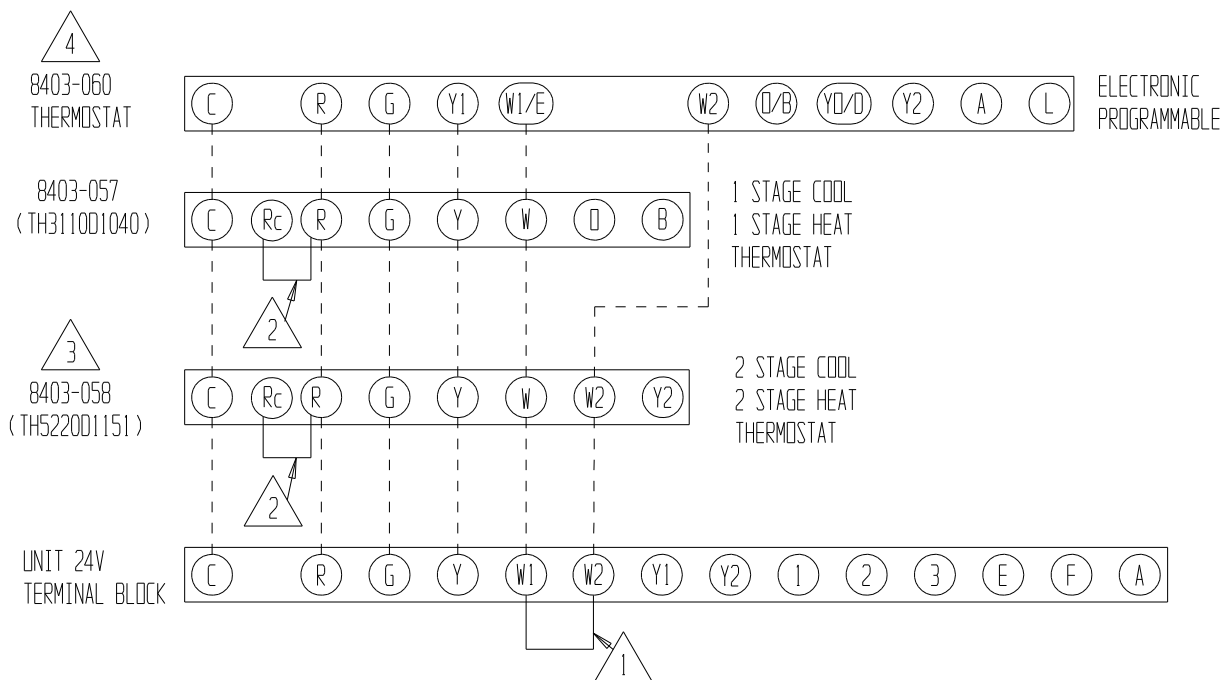 4
8403-060
THERMOSTAT
C R G Y1 W1/E W2 O/B YO/D Y2 A L
ELECTRONIC
PROGRAMMABLE
8403-057
(TH3110D1040)
C Rc R G Y W O B
1 STAGE COOL
1 STAGE HEAT
THERMOSTAT
2
3
8403-058
(TH5220D1151)
C Rc R G Y W W2 Y2
2 STAGE COOL
2 STAGE HEAT
THERMOSTAT
2
UNIT 24V
TERMINAL BLOCK
C R G Y W1 W2 Y1 Y2 1 2 3 E F A
1